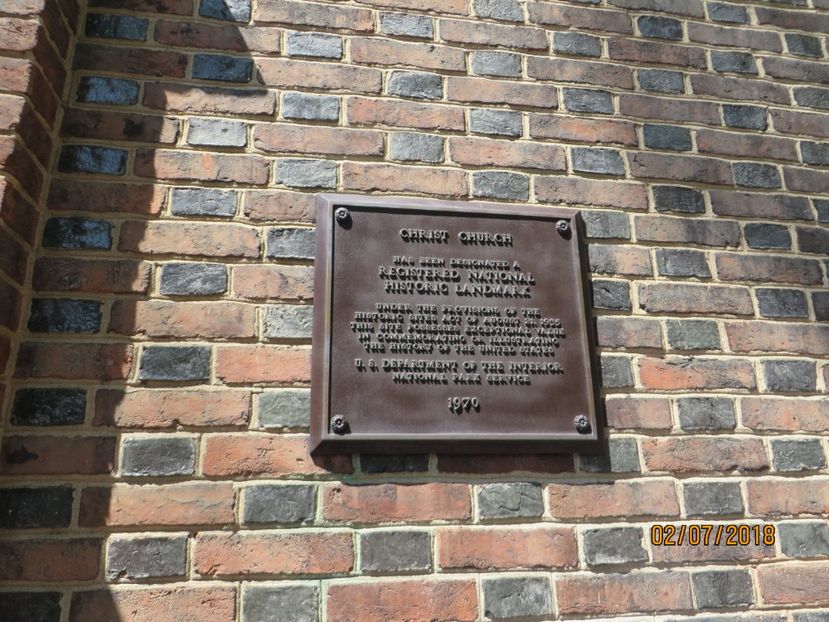 CHRIST CHURCH
HAS BEEN DESIGNATED A
REGISTERED NATIONAL
HISTORIC LANDMARK
UNDER THE PROVISIONS OF THE
HISTORIC SITES ACT OF AUGUST 21, 1935
THIS SITE POSSESSES EXCEPTIONAL VALUE
IN COMMEMORATING OR ILLUSTRATING
THE HISTORY OF THE UNITED STATES
U. S. DEPARTMENT OF THE INTERIOR
NATIONAL PARK SERVICE
1970
02/07/2018